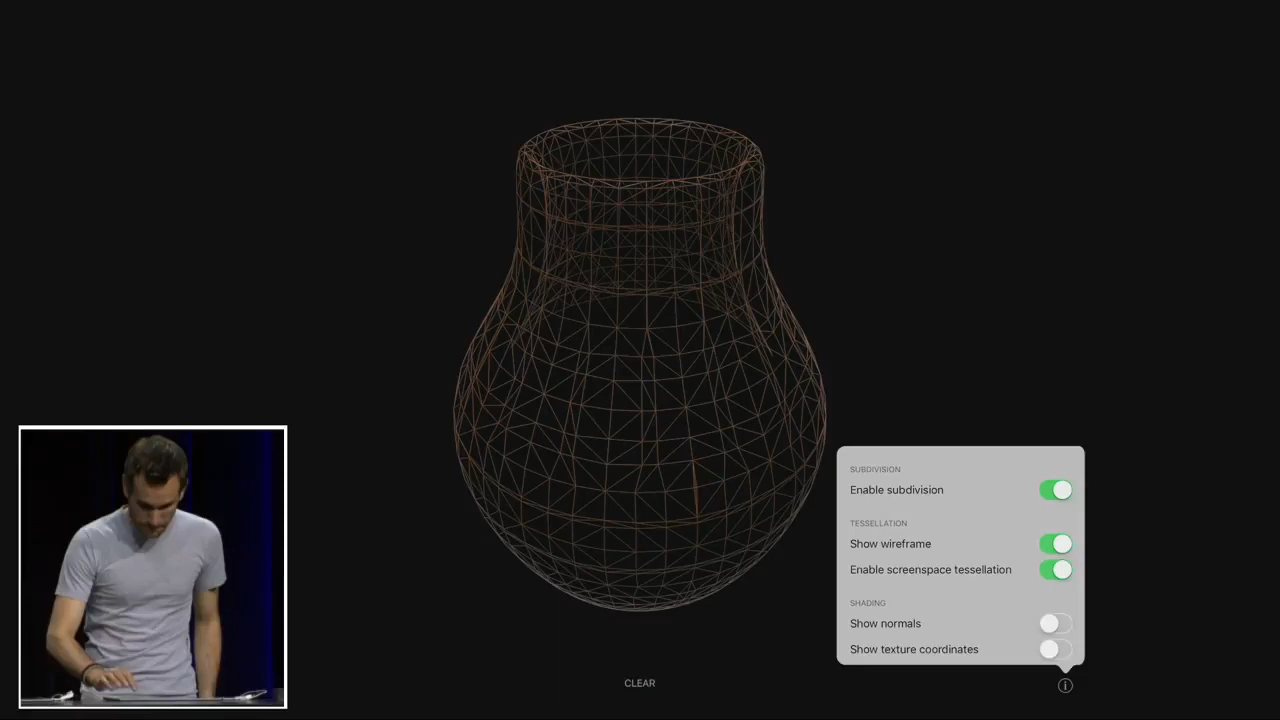 SUBDIVISION
Enable subdivision
TESSELLATION
Show wireframe
Enable screenspace tessellation
SHADING
Show normals
Show texture coordinates
CLEAR